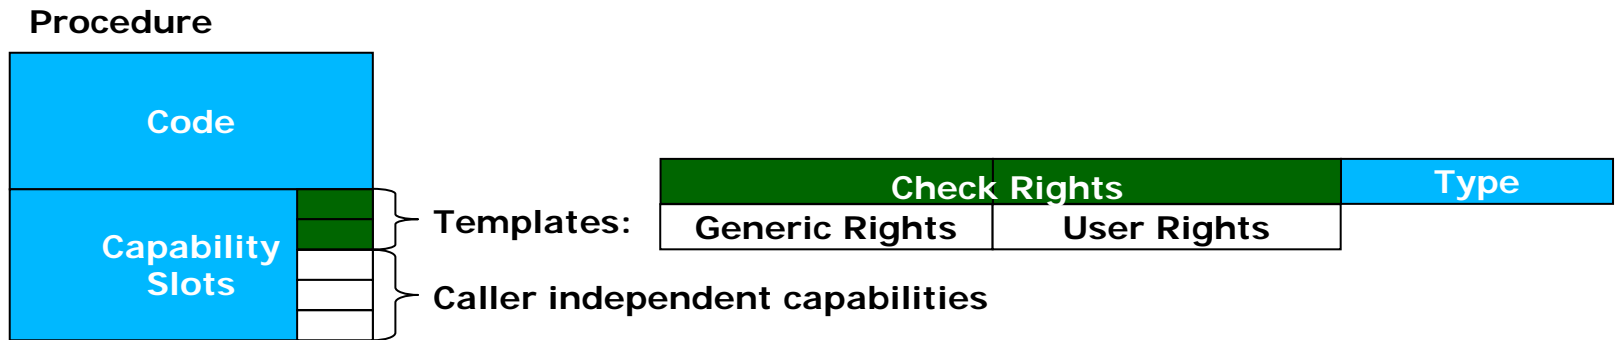 Procedure
Code
Check Rights
Type
Templates:
Generic Rights
User Rights
Capability
Slots
Caller independent capabilities